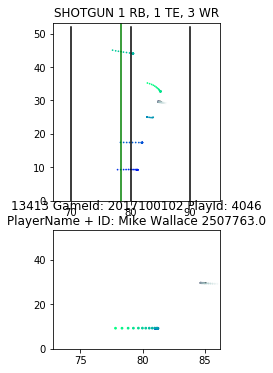 SHOTGUN 1 RB, 1 TE, 3 WR
50
40
30
20
10
0
70 80 90
13413 GameId: 2017100102 PlayId: 4046
PlayerName + ID: Mike Wallace 2507763.0
40
20
0
75 80 85